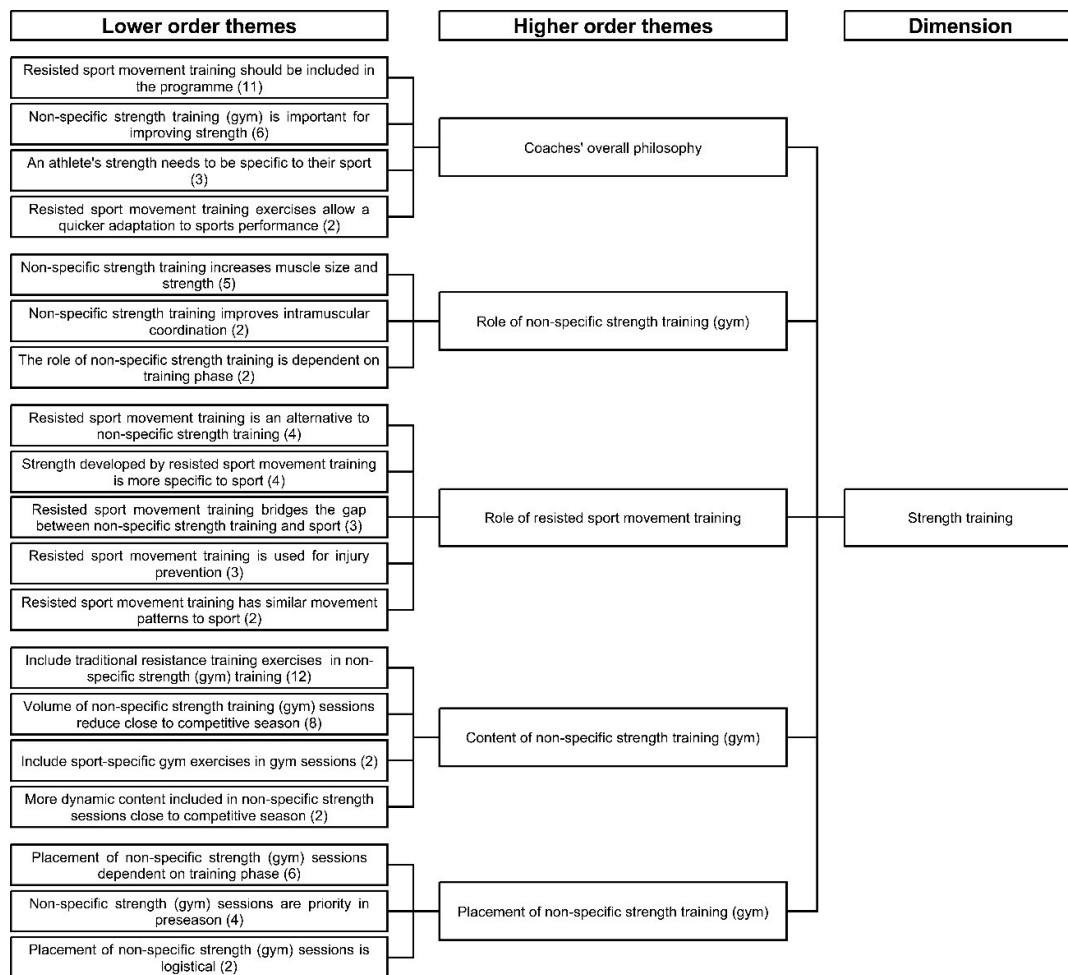 Lower order themes
Higher order themes
Dimension
Resisted sport movement training should be included in
the programme (11)
Non-specific strength training (gym) is important for
improving strength (6)
An athlete's strength needs to be specific to their sport
(3)
Resisted sport movement training exercises allow a
quicker adaptation to sports performance (2)
Coaches' overall philosophy
Non-specific strength training increases muscle size and
strength (5)
Non-specific strength training improves intramuscular
coordination (2)
The role of non-specific strength training is dependent on
training phase (2)
Role of non-specific strength training (gym)
Resisted sport movement training is an alternative to
non-specific strength training (4)
Strength developed by resisted sport movement training
is more specific to sport (4)
Resisted sport movement training bridges the gap
between non-specific strength training and sport (3)
Resisted sport movement training is used for injury
prevention (3)
Resisted sport movement training has similar movement
patterns to sport (2)
Role of resisted sport movement training
Strength training
Include traditional resistance training exercises in non-
specific strength (gym) training (12)
Volume of non-specific strength training (gym) sessions
reduce close to competitive season (8)
Include sport-specific gym exercises in gym sessions (2)
More dynamic content included in non-specific strength
sessions close to competitive season (2)
Content of non-specific strength training (gym)
Placement of non-specific strength (gym) sessions
dependent on training phase (6)
Non-specific strength (gym) sessions are priority in
preseason (4)
Placement of non-specific strength (gym) sessions is
logistical (2)
Placement of non-specific strength training (gym)